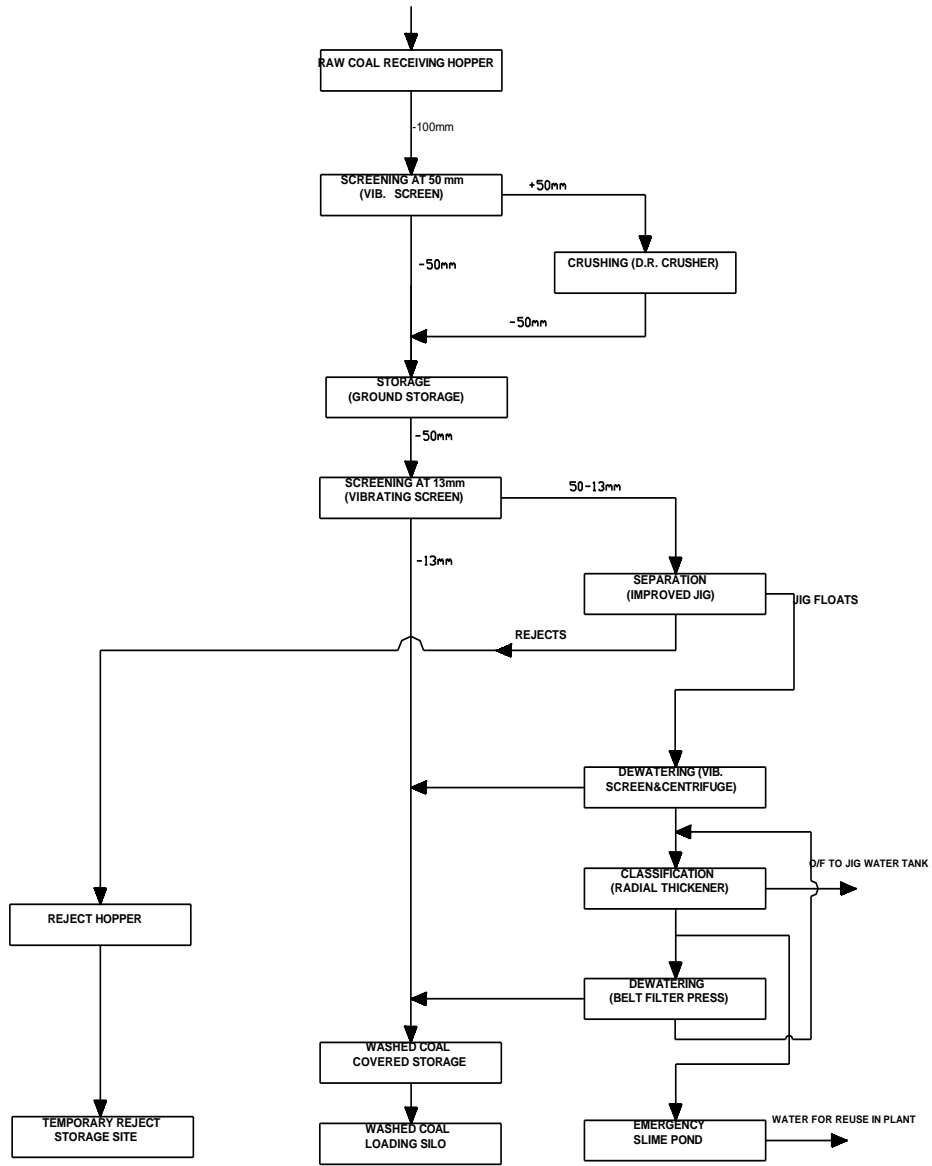 RAW COAL RECEIVING HOPPER
-100mm
SCREENING AT 50 mm
(VIB. SCREEN)
+50mm
-50mm
CRUSHING (D.R. CRUSHER)
-50mm
STORAGE
(GROUND STORAGE)
-50mm
SCREENING AT 13mm
(VIBRATING SCREEN)
50-13mm
-13mm
SEPARATION
(IMPROVED JIG)
JIG FLOATS
REJECTS
DEWATERING (VIB.
SCREEN&CENTRIFUGE)
O/F TO JIG WATER TANK
CLASSIFICATION
(RADIAL THICKENER)
REJECT HOPPER
DEWATERING
(BELT FILTER PRESS)
WASHED COAL
COVERED STORAGE
TEMPORARY REJECT
STORAGE SITE
WASHED COAL
LOADING SILO
EMERGENCY
SLIME POND
WATER FOR REUSE IN PLANT